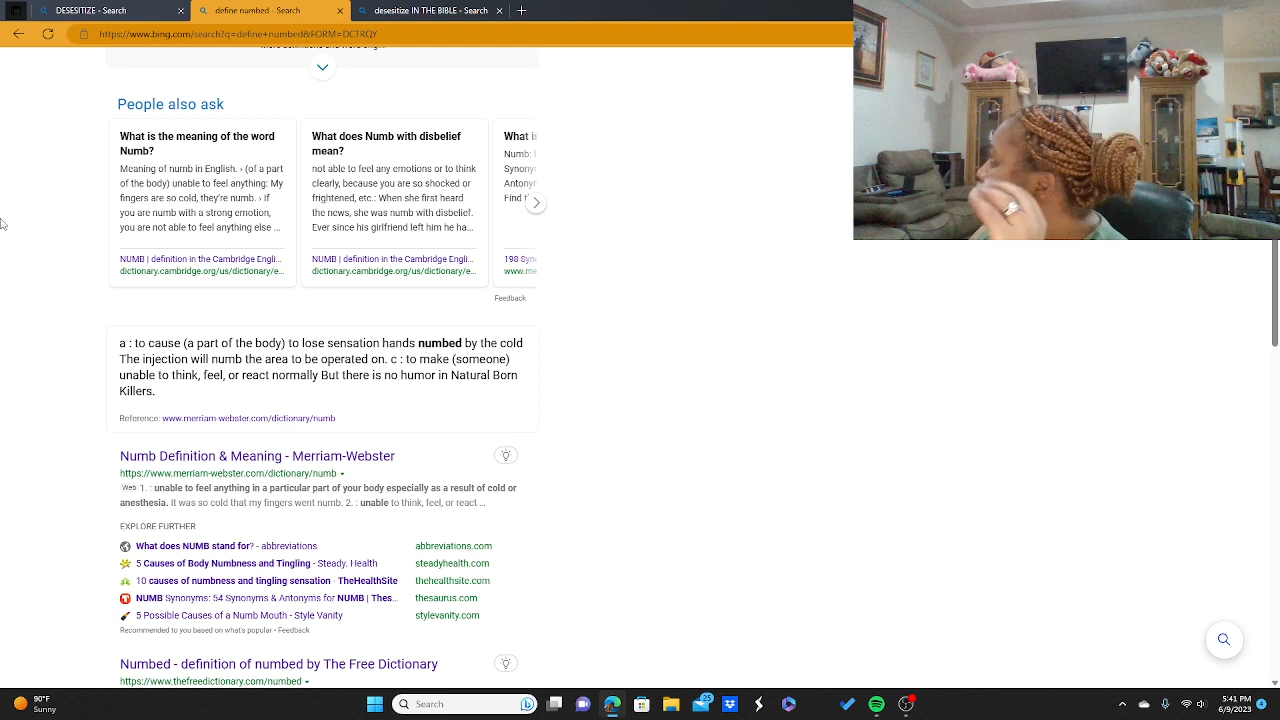 DESESITIZE - Search
define numbed - Search
desesitize IN THE BIBLE - Search
https://www.bing.com/search?q=define+numbed&FORM=DCTRQY
People also ask
What is the meaning of the word
Numb?
Meaning of numb in English. › (of a part
of the body) unable to feel anything: My
fingers are so cold, they're numb. › If
you are numb with a strong emotion,
you are not able to feel anything else ...
NUMB | definition in the Cambridge Engli...
dictionary.cambridge.org/us/dictionary/e...
What does Numb with disbelief
mean?
not able to feel any emotions or to think
clearly, because you are so shocked or
frightened, etc.: When she first heard
the news, she was numb with disbelief.
Ever since his girlfriend left him he ha...
NUMB | definition in the Cambridge Engli...
dictionary.cambridge.org/us/dictionary/e...
What is
Numb:
Synony
Antony
Find t
198 Syn
www.me
Feedback
a : to cause (a part of the body) to lose sensation hands numbed by the cold
The injection will numb the area to be operated on. c : to make (someone)
unable to think, feel, or react normally But there is no humor in Natural Born
Killers.
Reference: www.merriam-webster.com/dictionary/numb
Numb Definition & Meaning - Merriam-Webster
https://www.merriam-webster.com/dictionary/numb
Web 1. : unable to feel anything in a particular part of your body especially as a result of cold or
anesthesia. It was so cold that my fingers went numb. 2. : unable to think, feel, or react ...
EXPLORE FURTHER
What does NUMB stand for? - abbreviations abbreviations.com
5 Causes of Body Numbness and Tingling - Steady. Health steadyhealth.com
10 causes of numbness and tingling sensation · TheHealthSite thehealthsite.com
NUMB Synonyms: 54 Synonyms & Antonyms for NUMB | Thes... thesaurus.com
5 Possible Causes of a Numb Mouth - Style Vanity stylevanity.com
Recommended to you based on what's popular • Feedback
Numbed - definition of numbed by The Free Dictionary
https://www.thefreedictionary.com/numbed
90°F
Sunny
Search
25
5:41 PM
6/9/2023
4